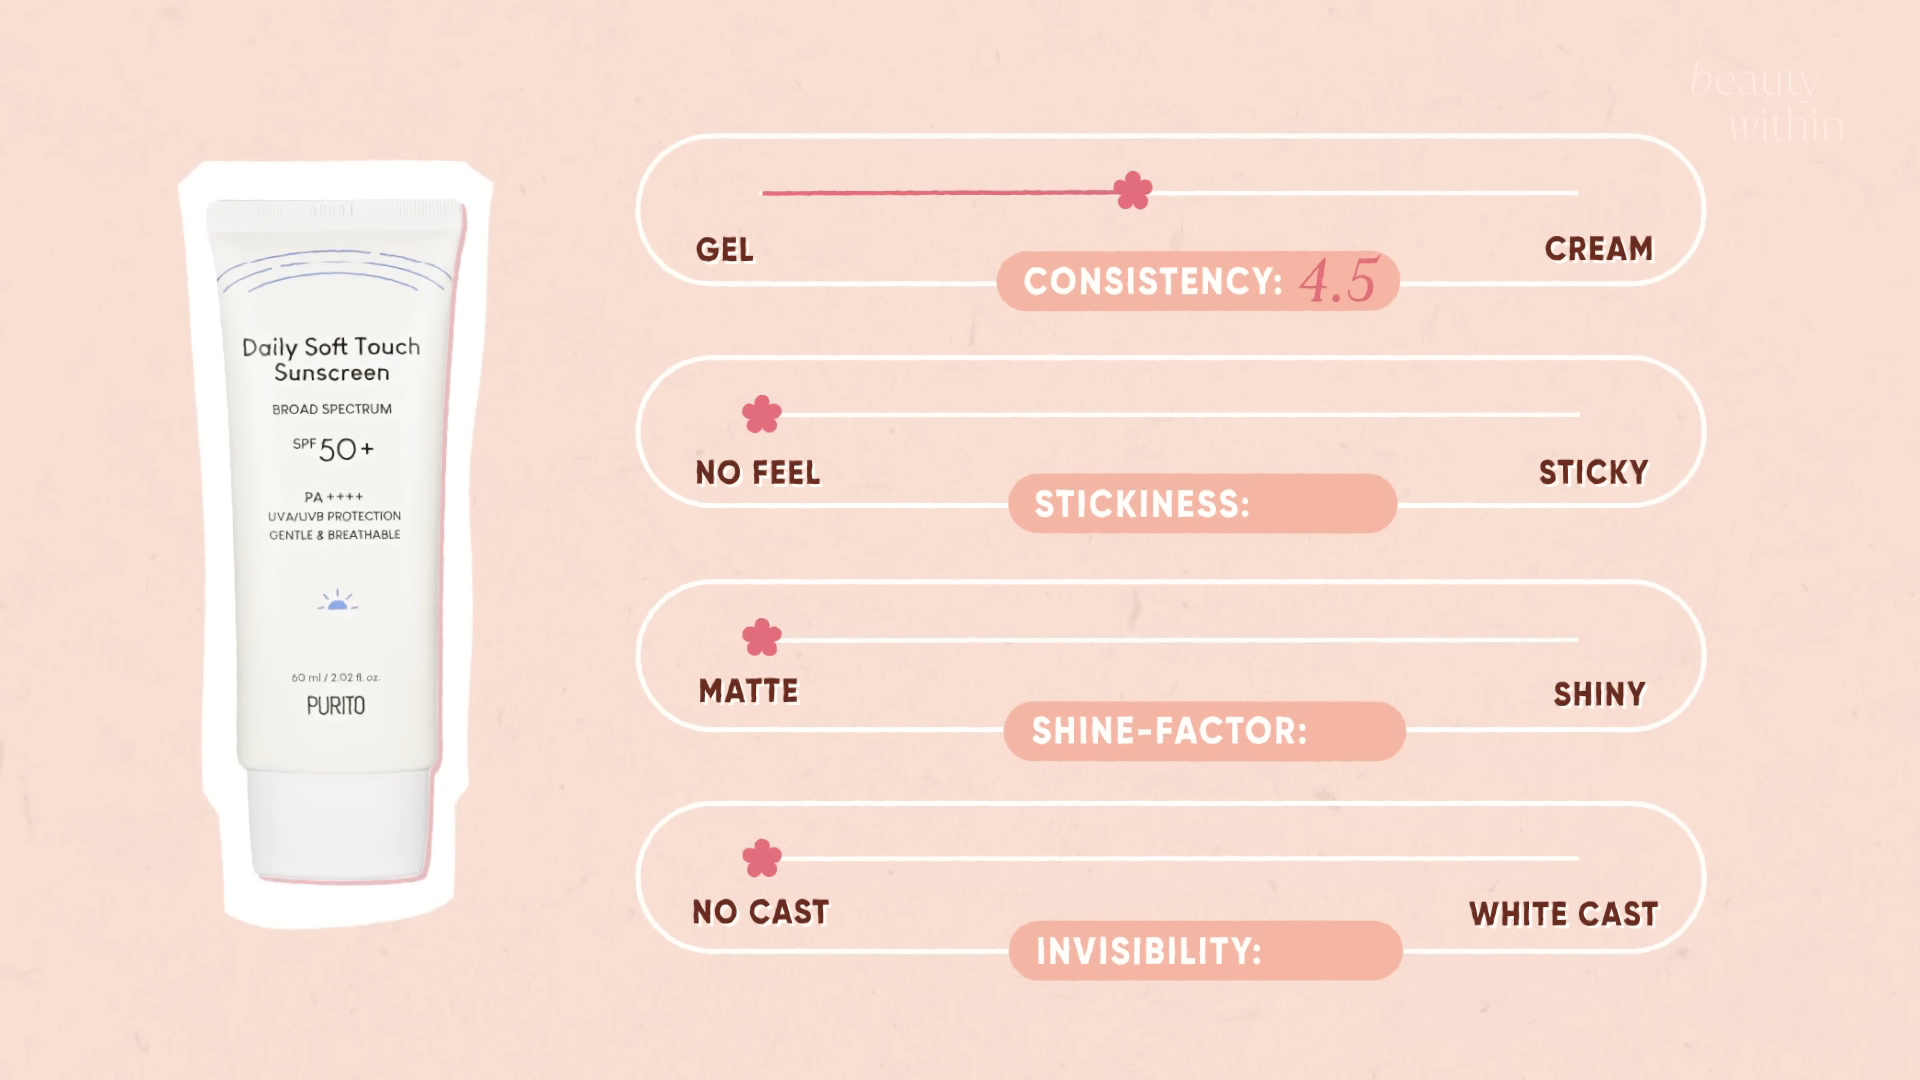 beauty
within
Daily Soft Touch
Sunscreen
BROAD SPECTRUM
SPF 50+
PA ++++
UVA/UVB PROTECTION
GENTLE & BREATHABLE
60 ml / 2.02 fl. oz.
PURITO
GEL
CREAM
CONSISTENCY: 4.5
NO FEEL
STICKY
STICKINESS:
MATTE
SHINY
SHINE-FACTOR:
NO CAST
WHITE CAST
INVISIBILITY: